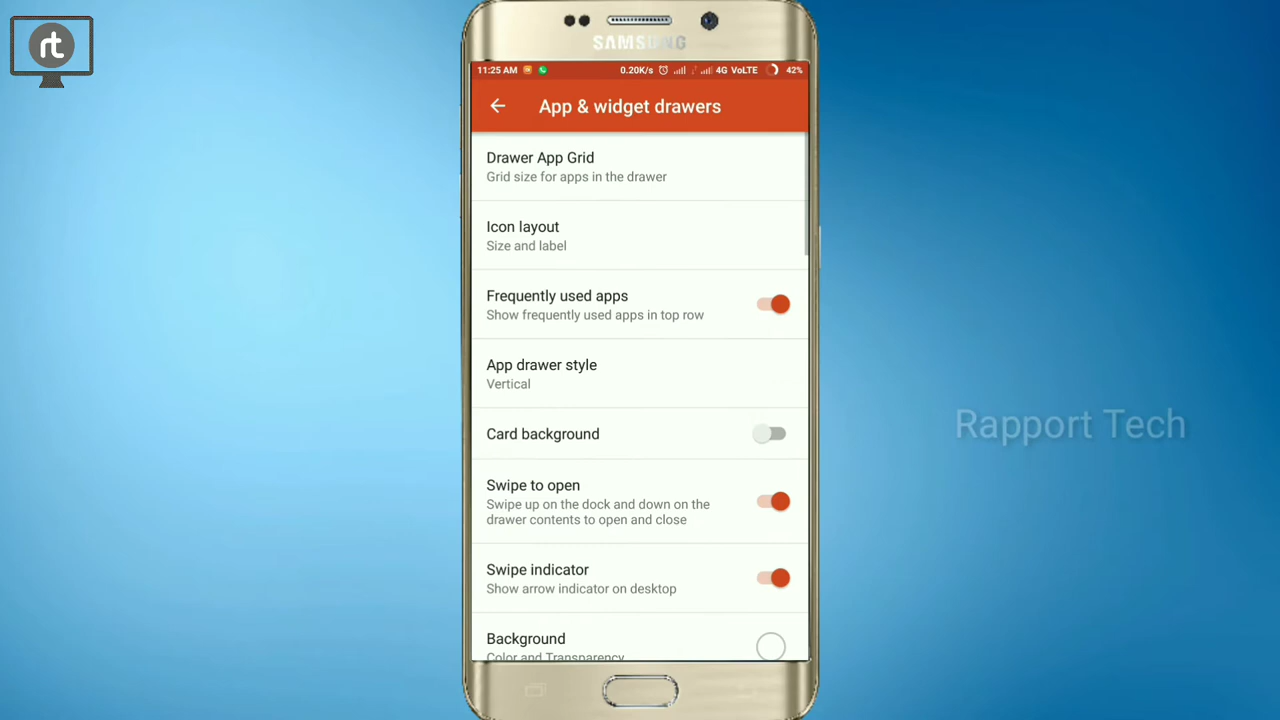 rt
SAMSUNG
11:25 AM 0.20K/s 4G VoLTE 42%
App & widget drawers
Drawer App Grid
Grid size for apps in the drawer
Icon layout
Size and label
Frequently used apps
Show frequently used apps in top row
App drawer style
Vertical
Card background
Swipe to open
Swipe up on the dock and down on the
drawer contents to open and close
Swipe indicator
Show arrow indicator on desktop
Background
Color and Transparency
Rapport Tech